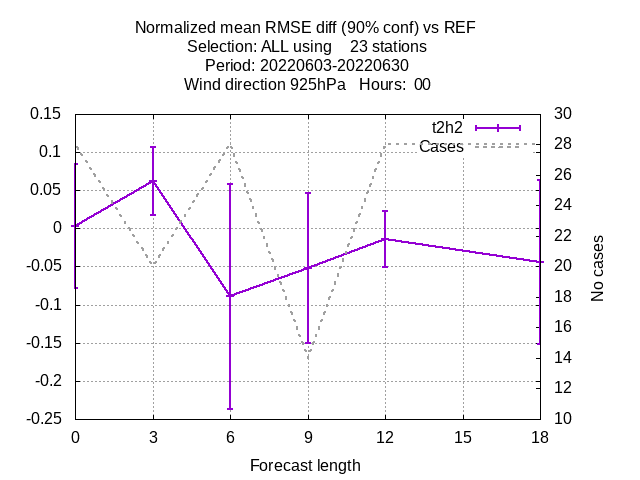 Normalized mean RMSE diff (90% conf) vs REF
Selection: ALL using    23 stations
Period: 20220603-20220630
Wind direction 925hPa   Hours:  00
0.15
0.1
0.05
0
-0.05
-0.1
-0.15
-0.2
-0.25
t2h2
Cases
30
28
26
24
22
20
18
16
14
12
10
No cases
0 3 6 9 12 15 18
Forecast length